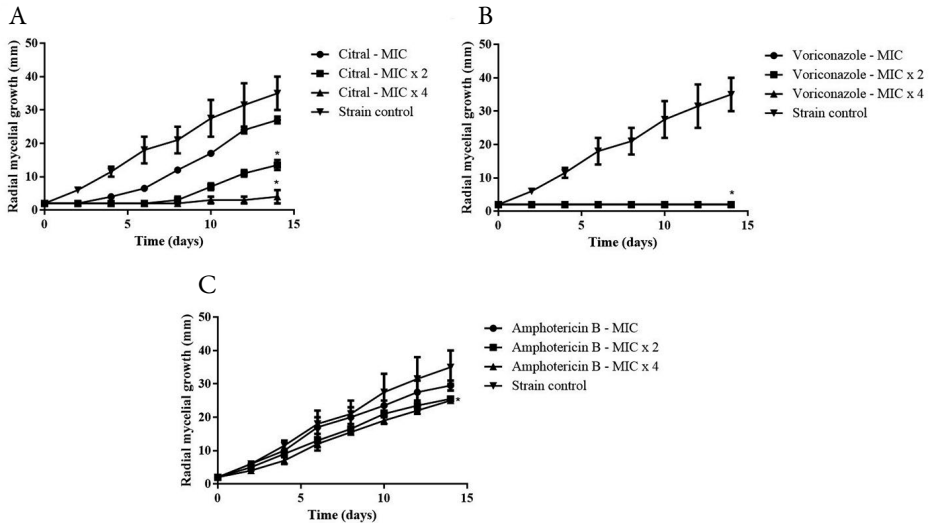 A
Radial mycelial growth (mm)
50
40
30
20
10
0
0
5
10
15
Time (days)
Citral - MIC
Citral - MIC x 2
Citral - MIC x 4
Strain control
*
*
B
Radial mycelial growth (mm)
50
40
30
20
10
0
0
5
10
15
Time (days)
Voriconazole - MIC
Voriconazole - MIC x 2
Voriconazole - MIC x 4
Strain control
*
C
Radial mycelial growth (mm)
50
40
30
20
10
0
0
5
10
15
Time (days)
Amphotericin B - MIC
Amphotericin B - MIC x 2
Amphotericin B - MIC x 4
Strain control
*